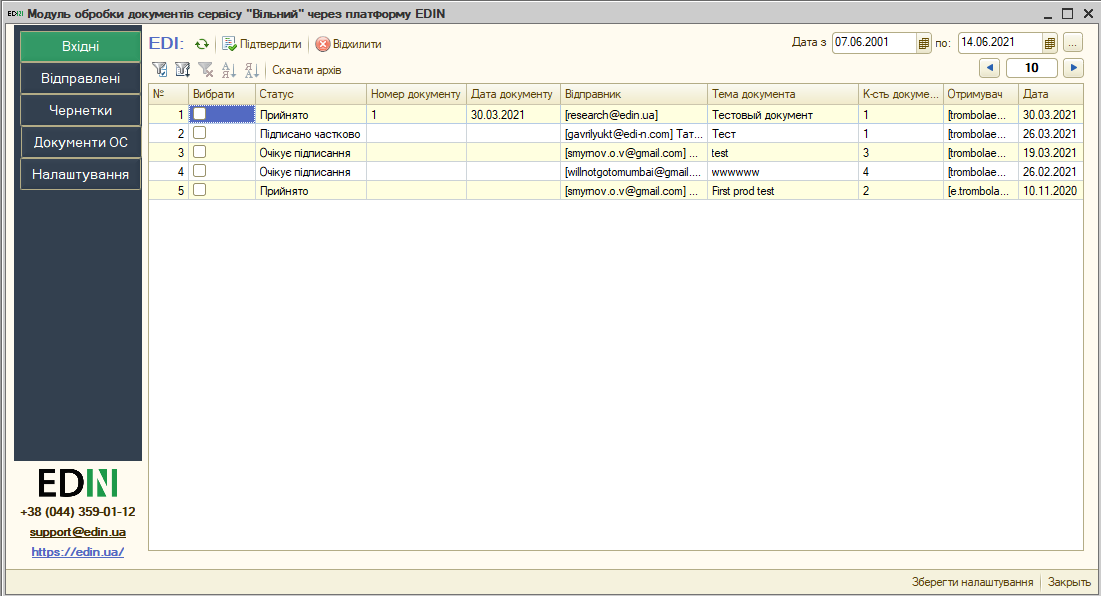 EDIN Модуль обробки документів сервісу "Вільний" через платформу EDIN
Вхідні
Відправлені
Чернетки
Документи ОС
Налаштування
EDIN
+38 (044) 359-01-12
support@edin.ua
https://edin.ua/
EDI: Підтвердити Відхилити Дата з 07.06.2001 по: 14.06.2021 ...
Скачати архів 10
№ Вибрати Статус Номер документу Дата документу Відправник Тема документа К-сть докуме... Отримувач Дата
1 Прийнято 1 30.03.2021 [research@edin.ua] Тестовый документ 1 [trombolae... 30.03.2021
2 Підписано частково [gavrilyukt@edi-n.com] Тат... Тест 1 [trombolae... 26.03.2021
3 Очікує підписання [smyrnov.o.v@gmail.com] ... test 3 [trombolae... 19.03.2021
4 Очікує підписання [willnotgotomumbai@gmail.... wwwwww 4 [trombolae... 26.02.2021
5 Прийнято [smyrnov.o.v@gmail.com] ... First prod test 2 [e.trombola... 10.11.2020
Зберегти налаштування Закрыть